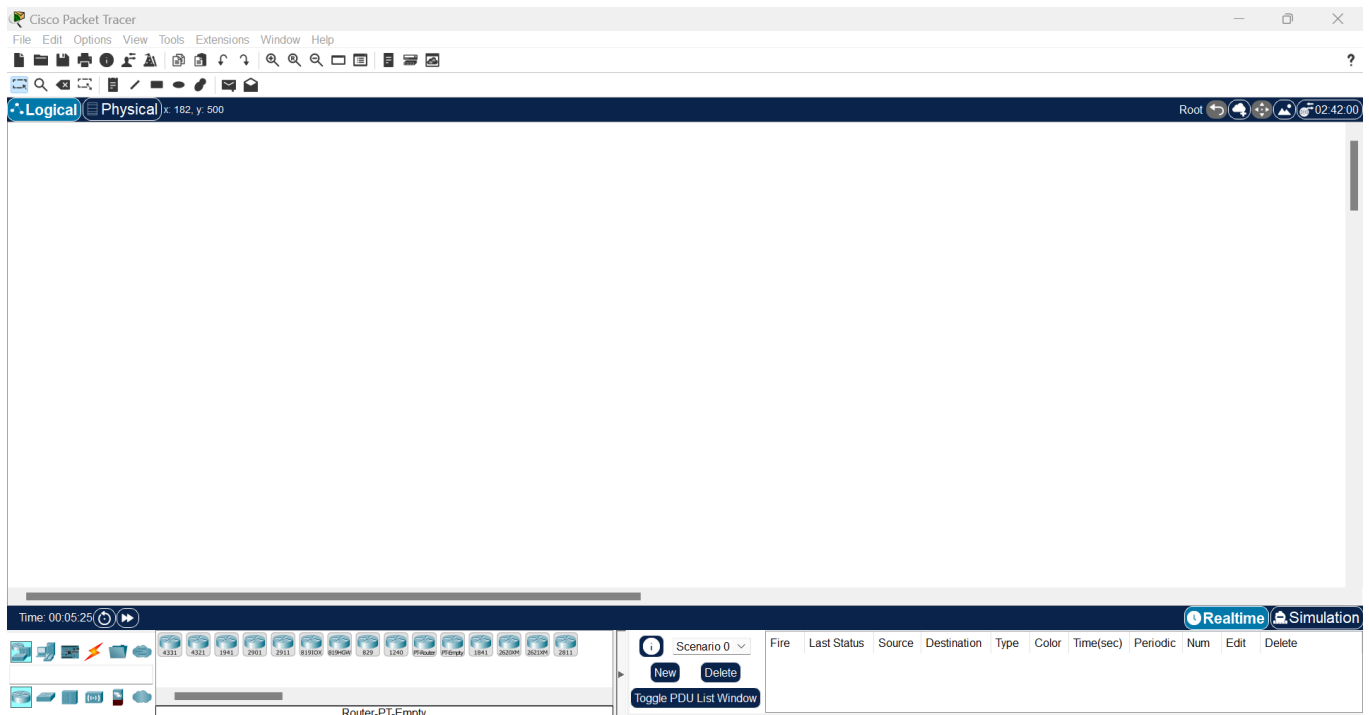 Cisco Packet Tracer
File Edit Options View Tools Extensions Window Help
?
Logical Physical x: 182, y: 500 Root 02:42:00
Time: 00:05:25 Realtime Simulation
4331 4321 1941 2901 2911 819IOX 819HGW 829 1240 PT-Router PT-Empty 1841 2620XM 2621XM 2811
Scenario 0 Fire Last Status Source Destination Type Color Time(sec) Periodic Num Edit Delete
New Delete
Toggle PDU List Window
Router-PT-Empty